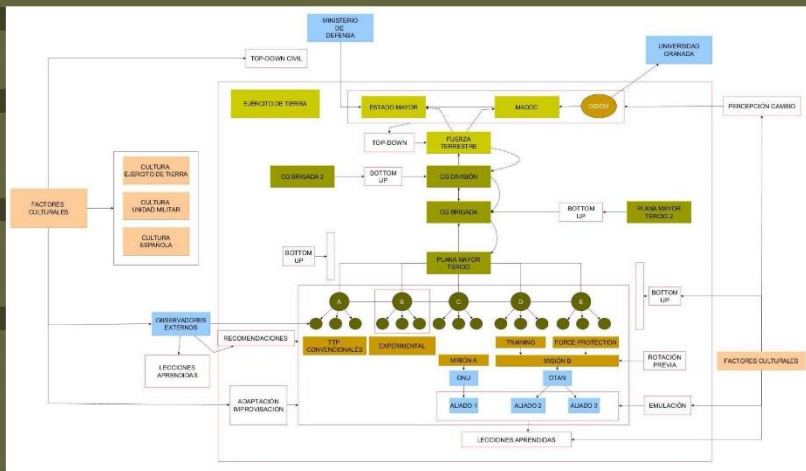 MINISTERIO
DE
DEFENSA
UNIVERSIDAD
GRANADA
TOP-DOWN CIVIL
EJÉRCITO DE TIERRA
ESTADO MAYOR
MADOC
PERCEPCIÓN CAMBIO
TOP-DOWN
FUERZA
TERRESTRE
CULTURA
EJERCITO DE TIERRA
CG BRIGADA 2
BOTTOM
UP
CG DIVISIÓN
FACTORES
CULTURALES
CULTURA
UNIDAD MILITAR
CG BRIGADA
BOTTOM
UP
PLANA MAYOR
TERCIO 2
CULTURA
ESPAÑOLA
BOTTOM
UP
PLANA MAYOR
TERCIO
A
B
C
D
E
BOTTOM
UP
OBSERVADORES
EXTERNOS
RECOMENDACIONES
TTP
CONVENCIONALES
EXPERIMENTAL
TRAINING
FORCE PROTECTION
MISIÓN A
MISIÓN B
ROTACIÓN
PREVIA
FACTORES CULTURALES
LECCIONES
APRENDIDAS
ONU
OTAN
ADAPTACIÓN
IMPROVISACIÓN
ALIADO 1
ALIADO 2
ALIADO 3
EMULACIÓN
LECCIONES APRENDIDAS